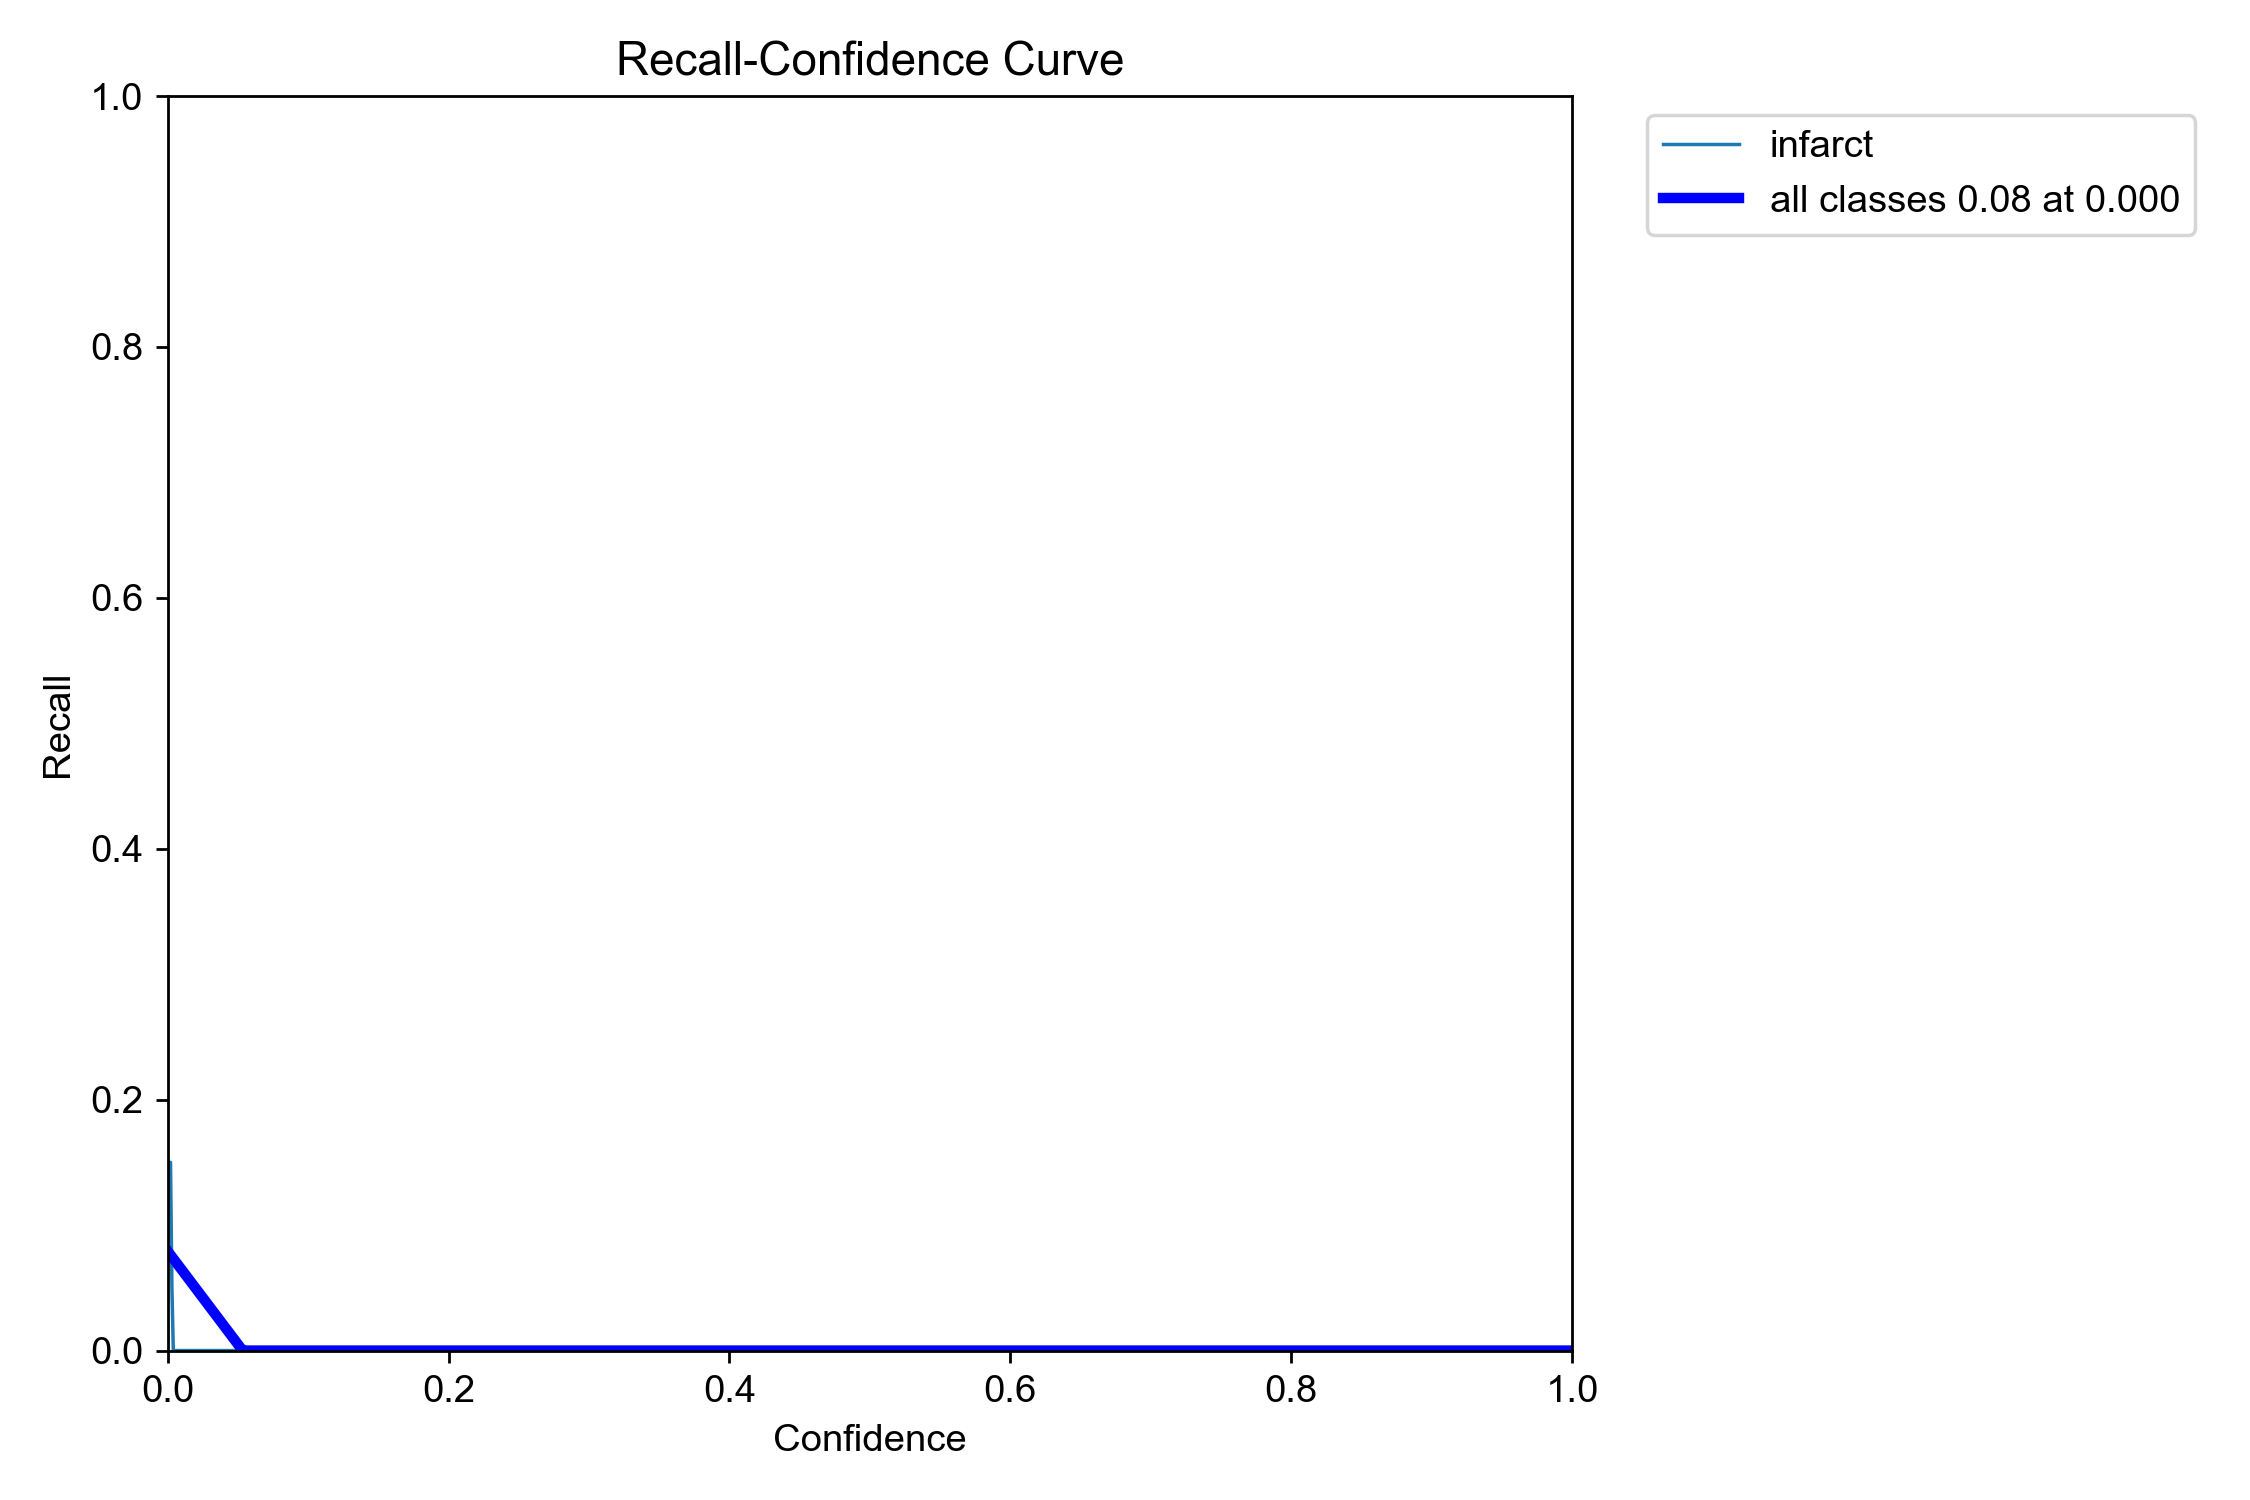 Recall-Confidence Curve
infarct
all classes 0.08 at 0.000
1.0
0.8
0.6
0.4
0.2
0.0
Recall
0.0 0.2 0.4 0.6 0.8 1.0
Confidence